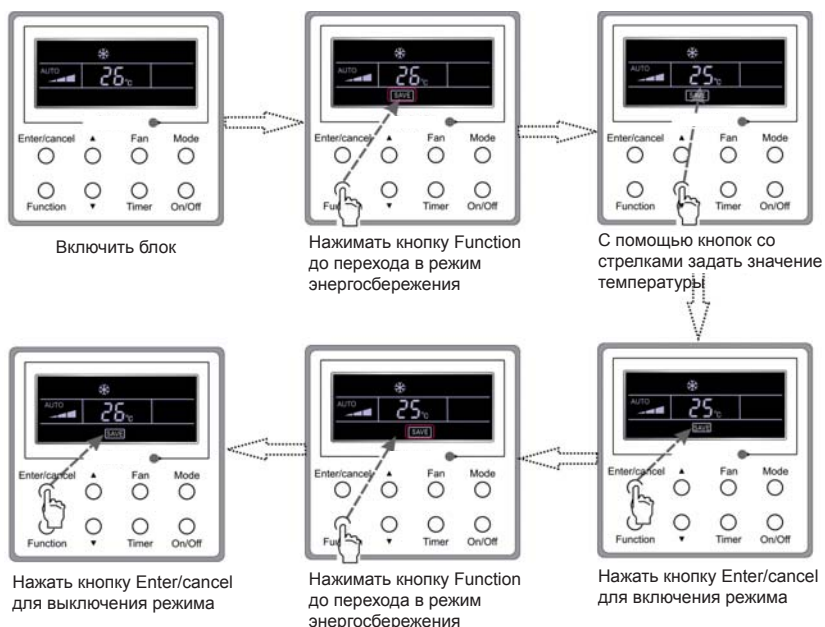 AUTO
26°C
Enter/cancel ▲ Fan Mode
Function ▼ Timer On/Off
Включить блок
AUTO
26°C
SAVE
Enter/cancel ▲ Fan Mode
Timer On/Off
Нажимать кнопку Function
до перехода в режим
энергосбережения
AUTO
25°C
SAVE
Enter/cancel ▲ Fan Mode
Function Timer On/Off
С помощью кнопок со
стрелками задать значение
температуры
AUTO
26°C
SAVE
Enter/cancel ▲ Fan Mode
Function ▼ Timer On/Off
Нажать кнопку Enter/cancel
для выключения режима
AUTO
25°C
SAVE
Enter/cancel ▲ Fan Mode
▼ Timer On/Off
Нажимать кнопку Function
до перехода в режим
энергосбережения
AUTO
25°C
SAVE
Enter/cancel ▲ Fan Mode
Function ▼ Timer On/Off
Нажать кнопку Enter/cancel
для включения режима